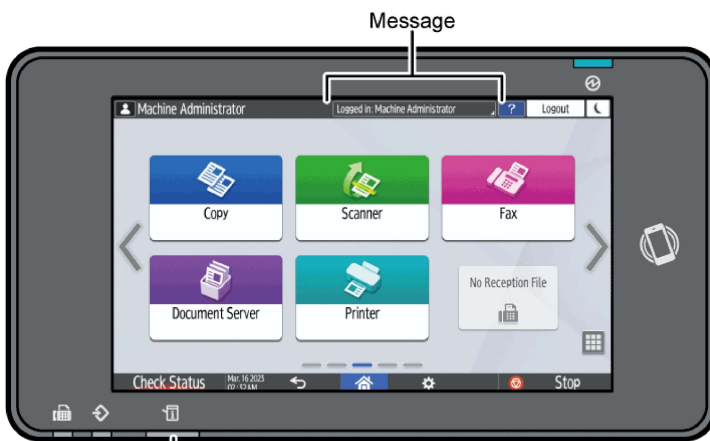 Message
Machine Administrator
Logged in: Machine Administrator
?
Logout
Copy
Scanner
Fax
Document Server
Printer
No Reception File
Check Status
Mar. 16 2023
02:32 AM
Stop